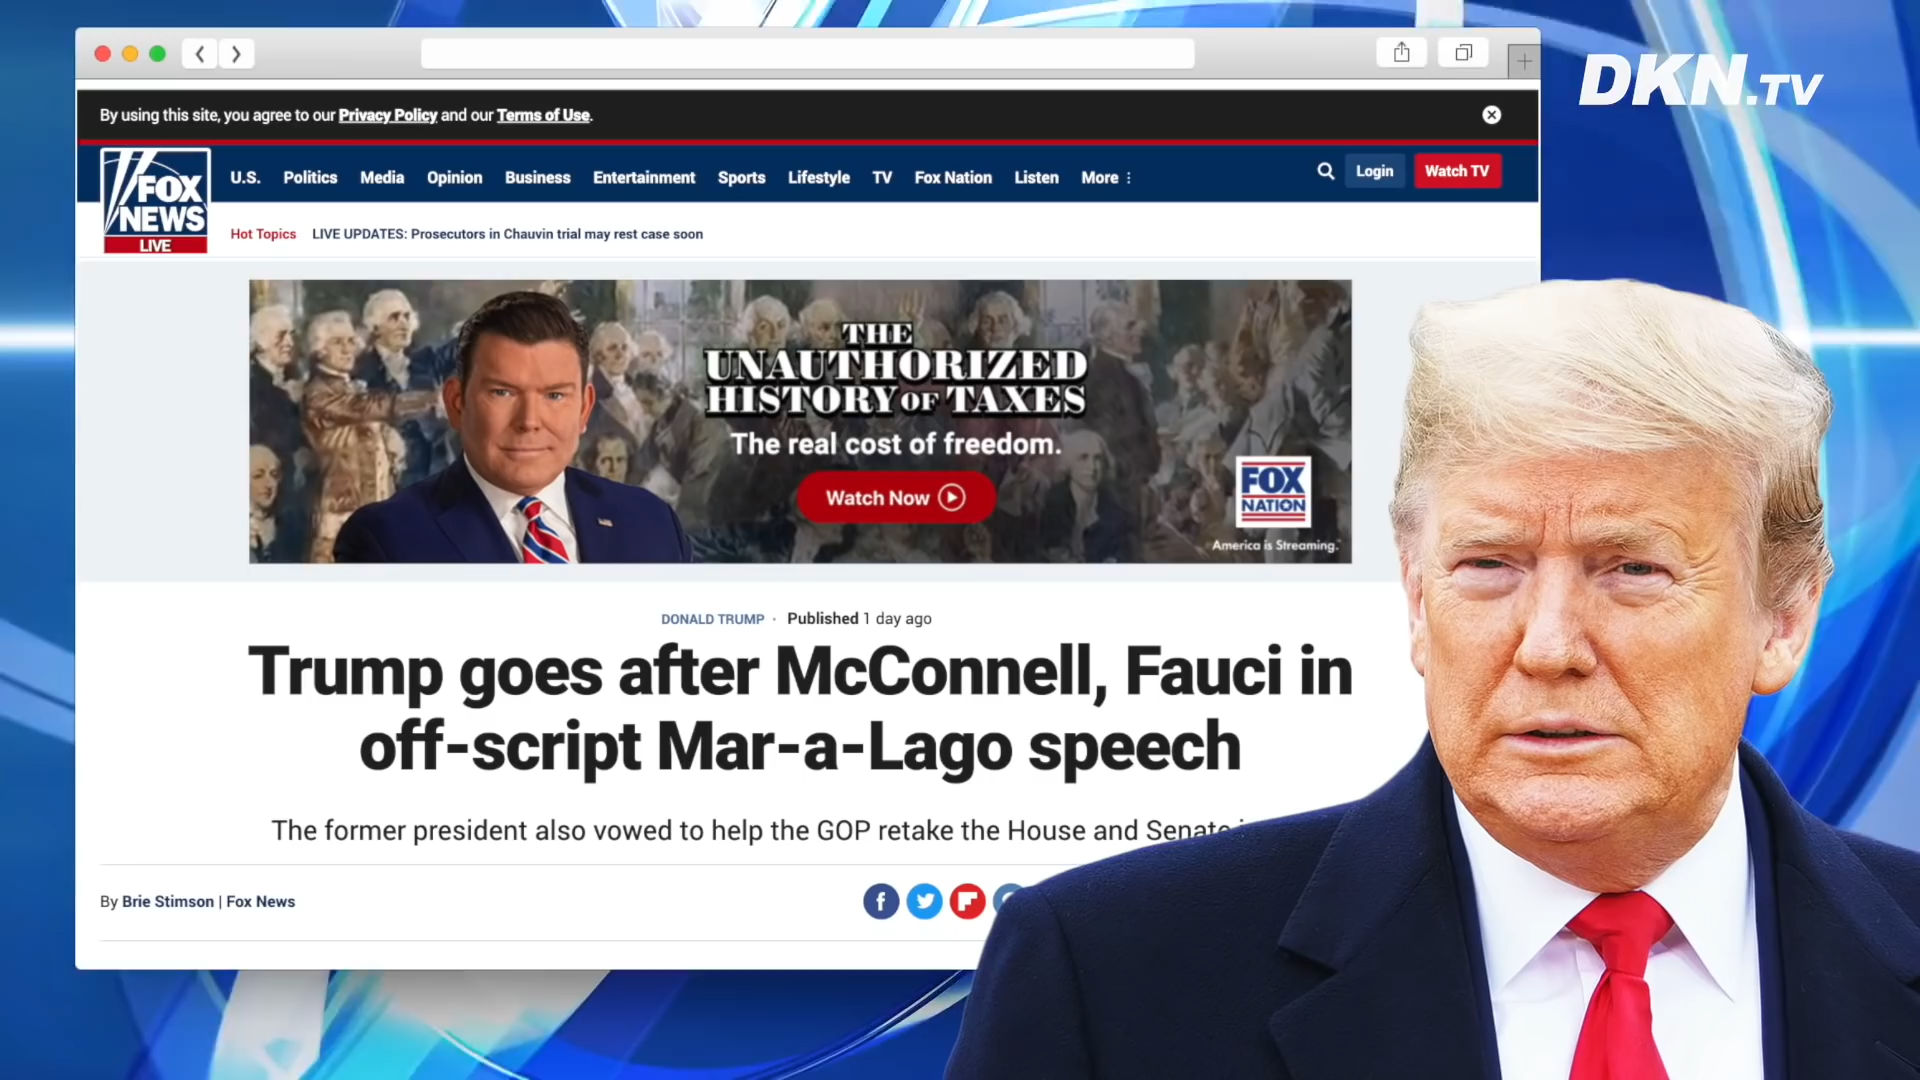 DKN.TV
By using this site, you agree to our Privacy Policy and our Terms of Use.
FOX
NEWS
LIVE
U.S. Politics Media Opinion Business Entertainment Sports Lifestyle TV Fox Nation Listen More
Login
Watch TV
Hot Topics LIVE UPDATES: Prosecutors in Chauvin trial may rest case soon
THE
UNAUTHORIZED
HISTORY OF TAXES
The real cost of freedom.
Watch Now
FOX
NATION
America is Streaming.
DONALD TRUMP · Published 1 day ago
Trump goes after McConnell, Fauci in
off-script Mar-a-Lago speech
The former president also vowed to help the GOP retake the House and Senate
By Brie Stimson | Fox News